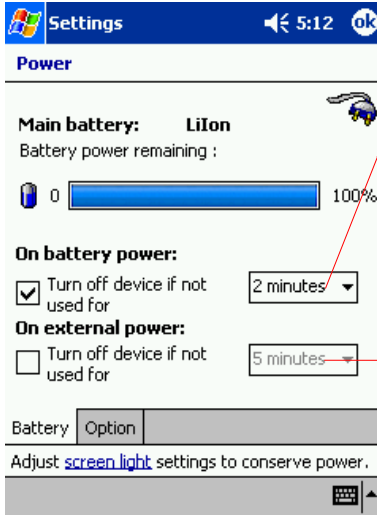 Settings 5:12 ok
Power
Main battery: LiIon
Battery power remaining :
0 100%
On battery power:
Turn off device if not used for 2 minutes
On external power:
Turn off device if not used for 5 minutes
Battery Option
Adjust screen light settings to conserve power.